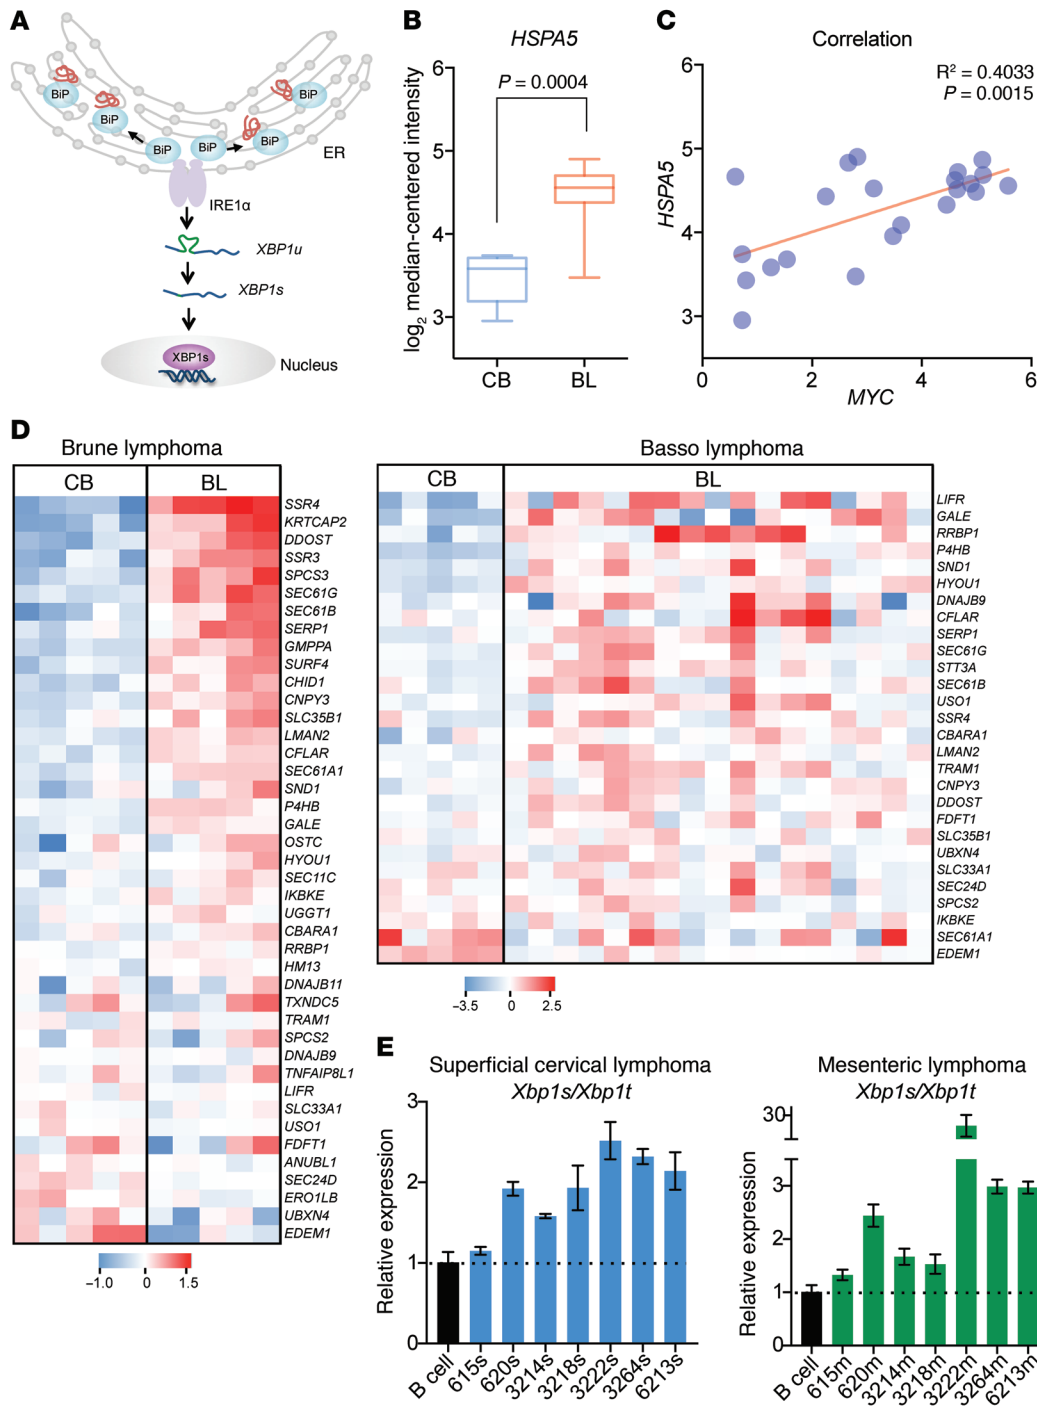 A
BiP
BiP
BiP
BiP
BiP
BiP
ER
IRE1α
XBP1u
XBP1s
XBP1s
Nucleus
B
HSPA5
P = 0.0004
log2 median-centered intensity
6
5
4
3
CB
BL
C
Correlation
R² = 0.4033
P = 0.0015
HSPA5
6
5
4
3
0
2
4
6
MYC
D
Brune lymphoma
CB
BL
SSR4
KRTCAP2
DDOST
SSR3
SPCS3
SEC61G
SEC61B
SERP1
GMPPA
SURF4
CHID1
CNPY3
SLC35B1
LMAN2
CFLAR
SEC61A1
SND1
P4HB
GALE
OSTC
HYOU1
SEC11C
IKBKE
UGGT1
CBARA1
RRBP1
HM13
DNAJB11
TXNDC5
TRAM1
SPCS2
DNAJB9
TNFAIP8L1
LIFR
SLC33A1
USO1
FDFT1
ANUBL1
SEC24D
ERO1LB
UBXN4
EDEM1
−1.0
0
1.5
Basso lymphoma
CB
BL
LIFR
GALE
RRBP1
P4HB
SND1
HYOU1
DNAJB9
CFLAR
SERP1
SEC61G
STT3A
SEC61B
USO1
SSR4
CBARA1
LMAN2
TRAM1
CNPY3
DDOST
FDFT1
SLC35B1
UBXN4
SLC33A1
SEC24D
SPCS2
IKBKE
SEC61A1
EDEM1
−3.5
0
2.5
E
Superficial cervical lymphoma
Xbp1s/Xbp1t
Relative expression
3
2
1
0
B cell
615s
620s
3214s
3218s
3222s
3264s
6213s
Mesenteric lymphoma
Xbp1s/Xbp1t
Relative expression
30
3
2
1
0
B cell
615m
620m
3214m
3218m
3222m
3264m
6213m